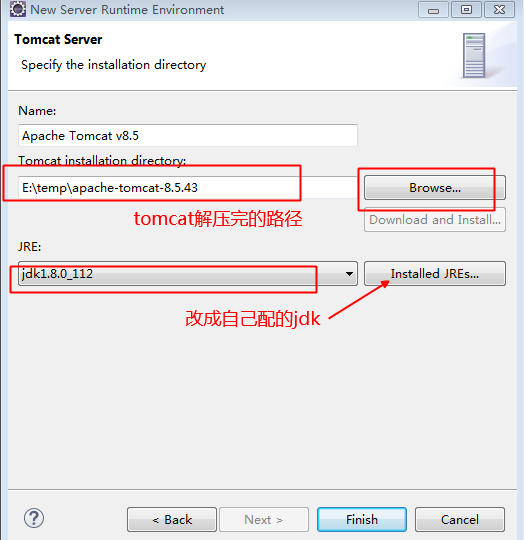 New Server Runtime Environment
Tomcat Server
Specify the installation directory
Name:
Apache Tomcat v8.5
Tomcat installation directory:
E:\temp\apache-tomcat-8.5.43
Browse...
tomcat解压完的路径
Download and Install...
JRE:
jdk1.8.0_112
Installed JREs...
改成自己配的jdk
?
< Back
Next >
Finish
Cancel